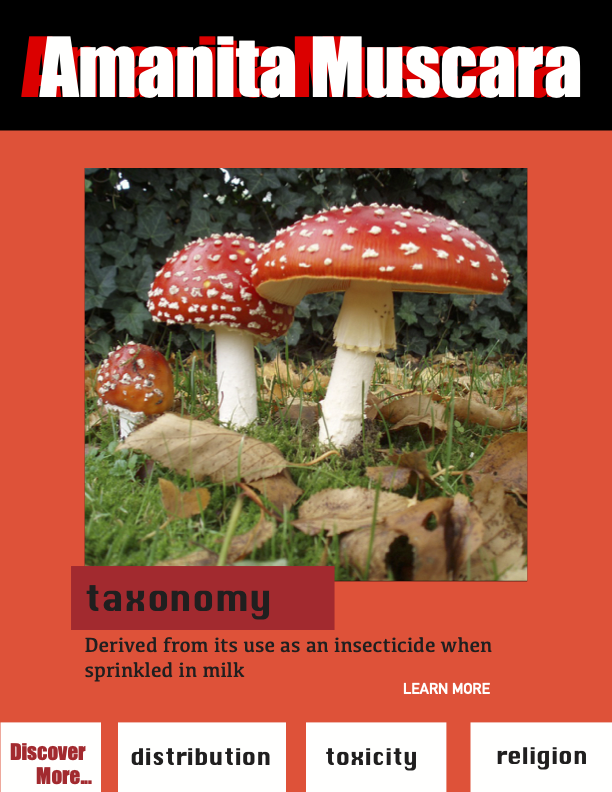 Amanita Muscara
taxonomy
Derived from its use as an insecticide when
sprinkled in milk
LEARN MORE
Discover
More...
distribution
toxicity
religion